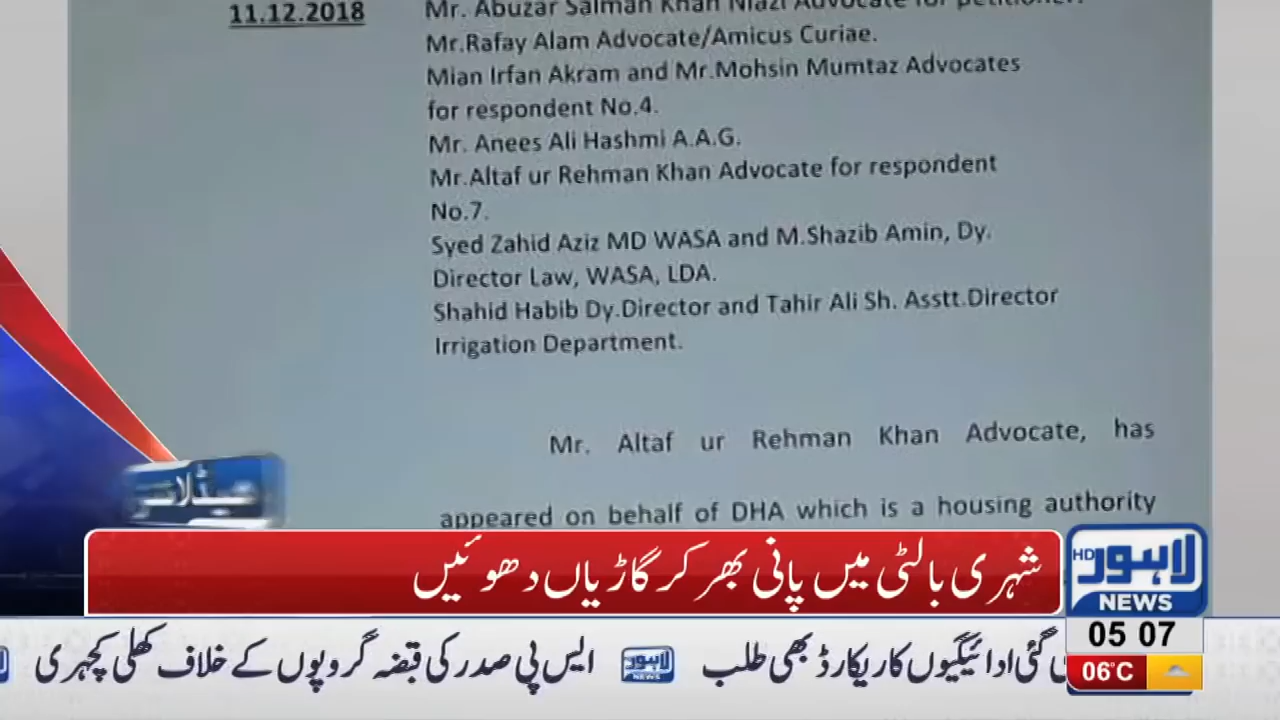 11.12.2018
Mr. Abuzar Salman Khan Niazi Advocate for petitioner.
Mr.Rafay Alam Advocate/Amicus Curiae.
Mian Irfan Akram and Mr.Mohsin Mumtaz Advocates
for respondent No.4.
Mr. Anees Ali Hashmi A.A.G.
Mr.Altaf ur Rehman Khan Advocate for respondent
No.7.
Syed Zahid Aziz MD WASA and M.Shazib Amin, Dy.
Director Law, WASA, LDA.
Shahid Habib Dy.Director and Tahir Ali Sh. Asstt.Director
Irrigation Department.
Mr. Altaf ur Rehman Khan Advocate, has
appeared on behalf of DHA which is a housing authority
ہیڈلائنز
شہری بالٹی میں پانی بھر کر گاڑیاں دھوئیں
لاہور HD
NEWS
05 07
06°C
گئی ادائیگیوں کا ریکارڈ بھی طلب
لاہور NEWS
ایس پی صدر کی قبضہ گروپوں کے خلاف کھلی کچہری